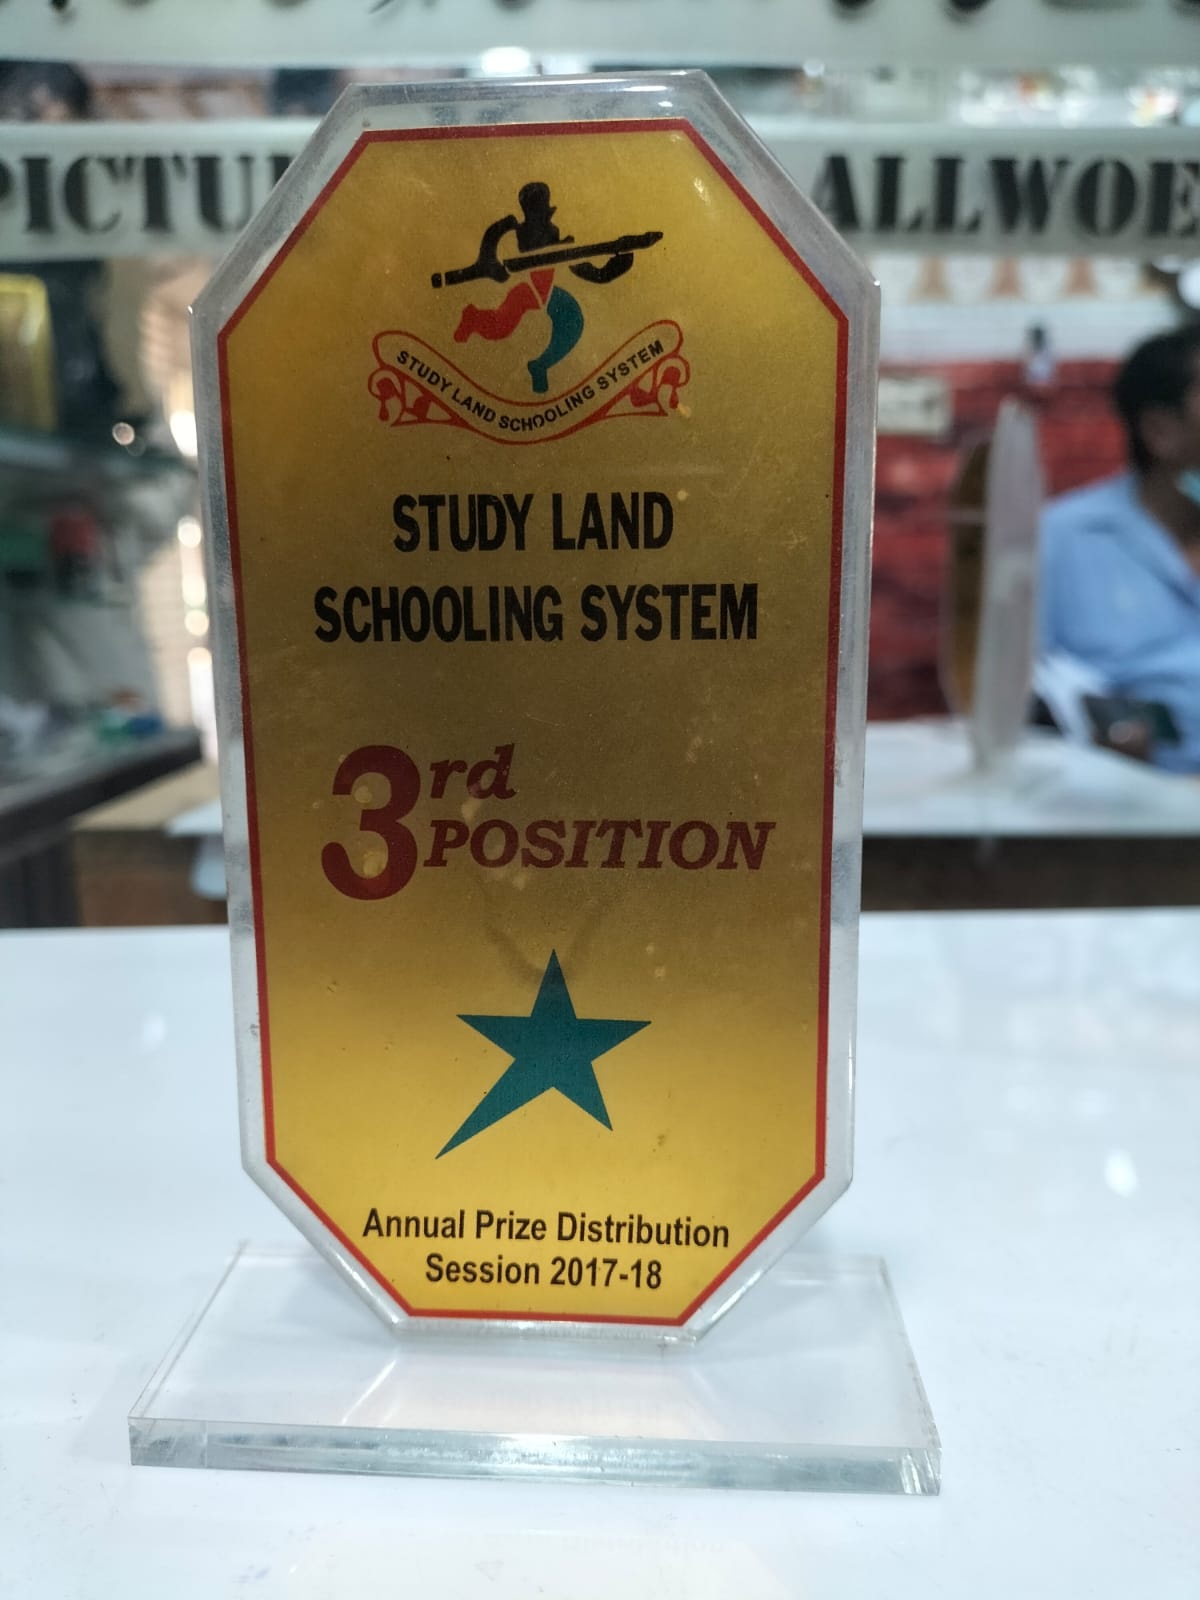 PICTU
ALLWOE
STUDY LAND SCHOOLING SYSTEM
STUDY LAND
SCHOOLING SYSTEM
3rd
POSITION
Annual Prize Distribution
Session 2017-18